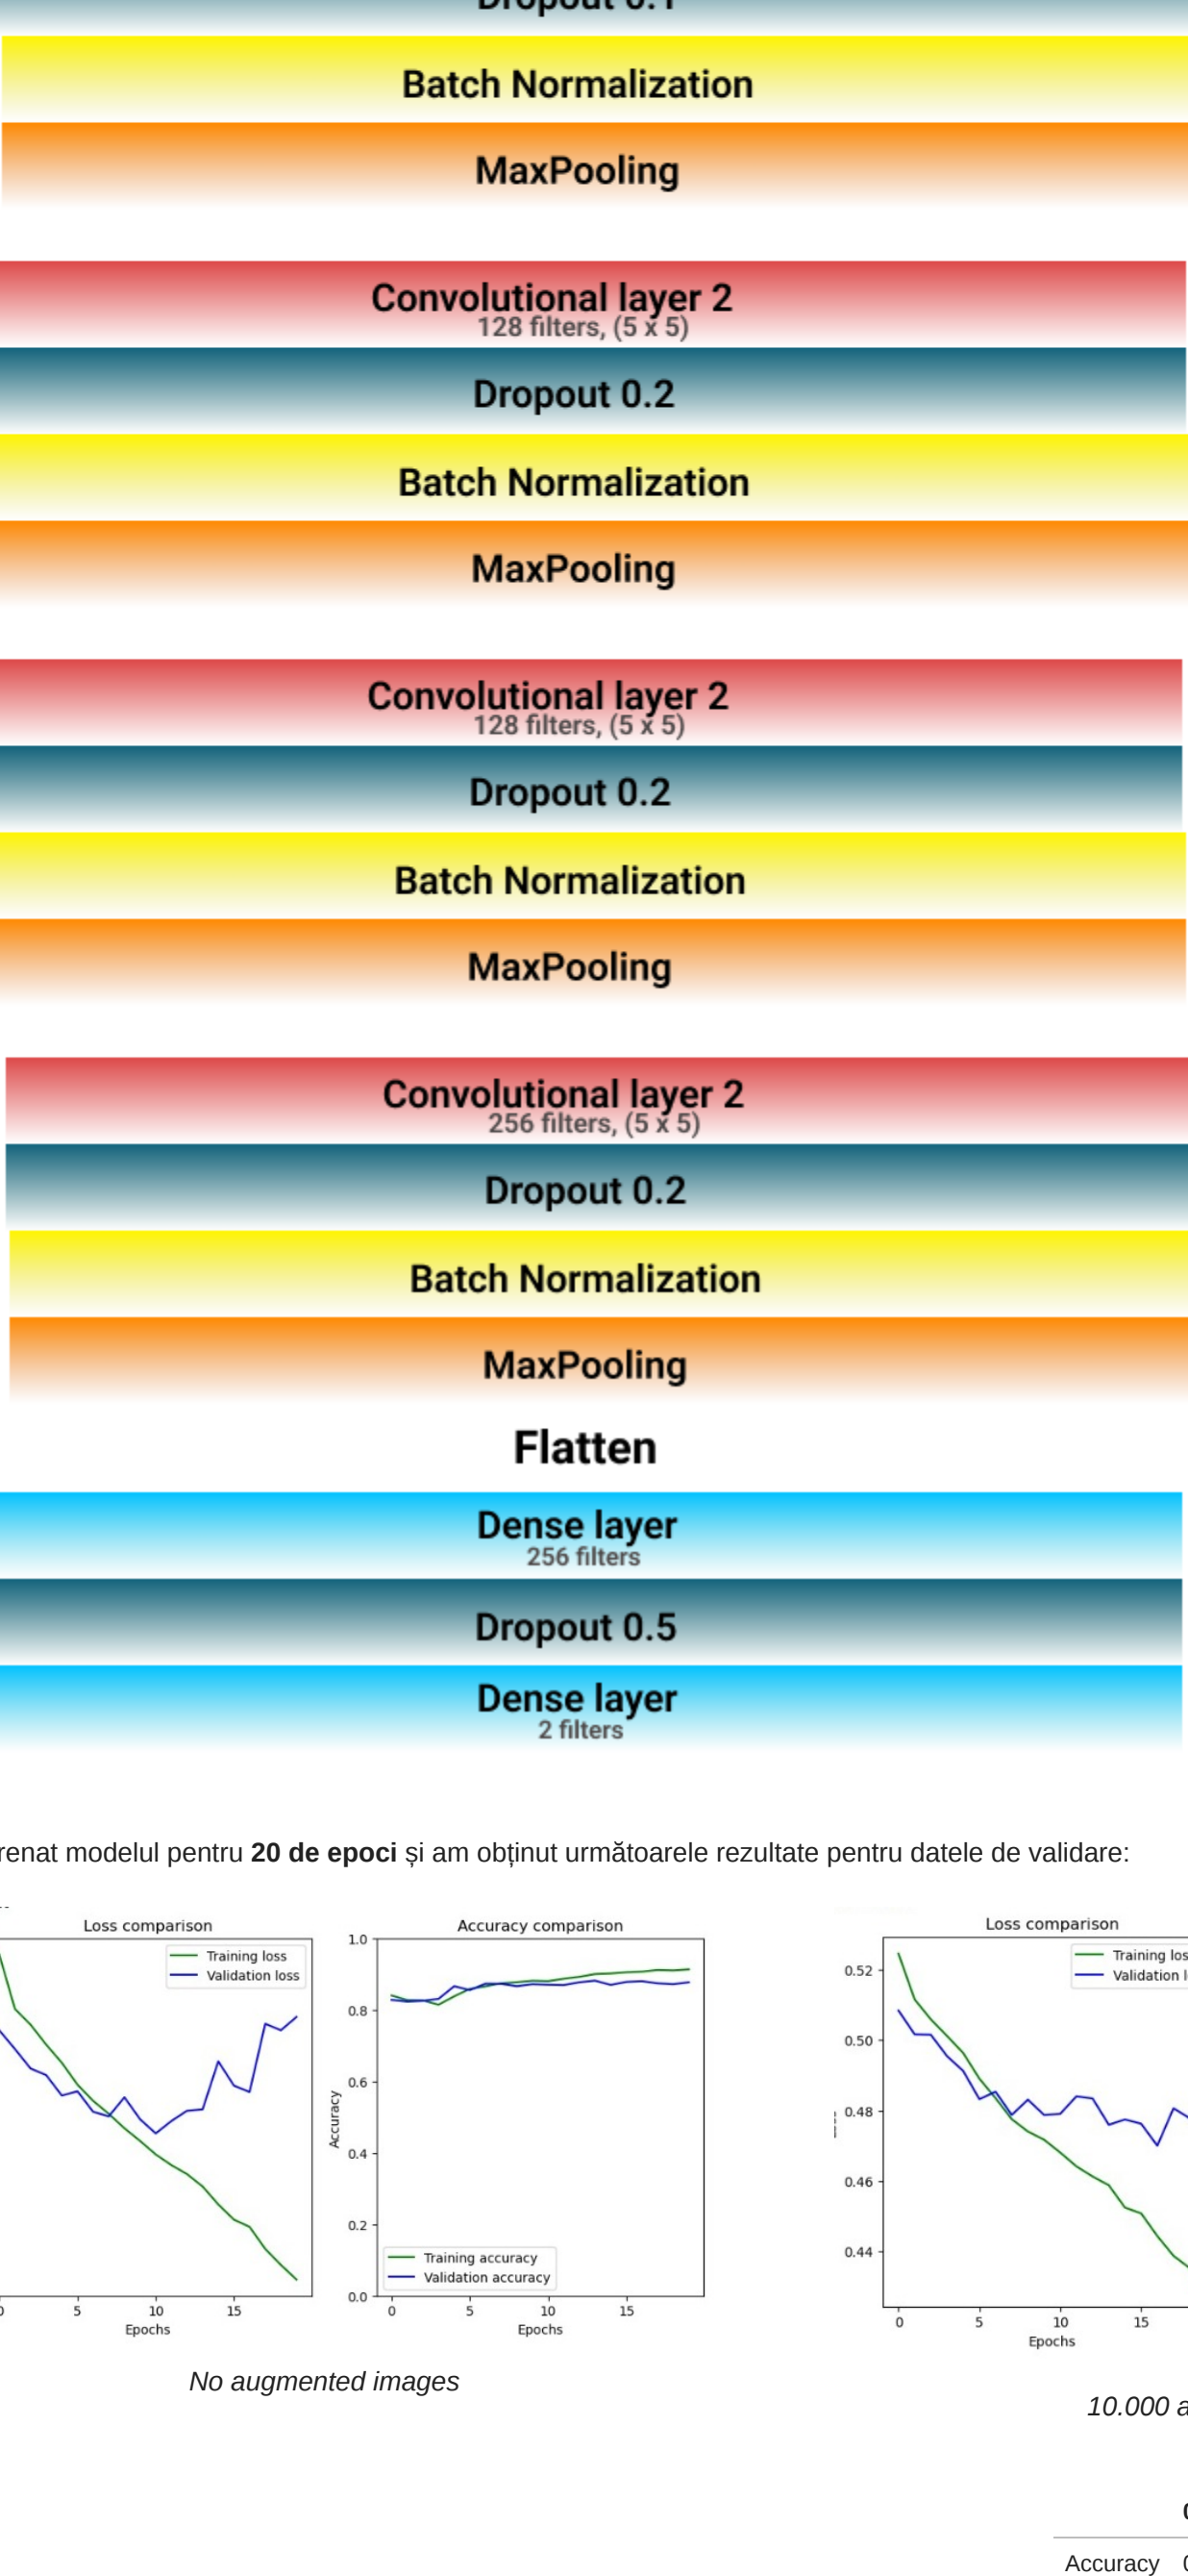 Dropout 0.1
Batch Normalization
MaxPooling
Convolutional layer 2
128 filters, (5 x 5)
Dropout 0.2
Batch Normalization
MaxPooling
Convolutional layer 2
128 filters, (5 x 5)
Dropout 0.2
Batch Normalization
MaxPooling
Convolutional layer 2
256 filters, (5 x 5)
Dropout 0.2
Batch Normalization
MaxPooling
Flatten
Dense layer
256 filters
Dropout 0.5
Dense layer
2 filters
renat modelul pentru 20 de epoci și am obținut următoarele rezultate pentru datele de validare:
Loss comparison
Training loss
Validation loss
5 10 15
Epochs
Accuracy comparison
1.0
0.8
0.6
0.4
0.2
0.0
Accuracy
Training accuracy
Validation accuracy
0 5 10 15
Epochs
No augmented images
Loss comparison
Training los
Validation l
0.52
0.50
0.48
0.46
0.44
0 5 10 15
Epochs
10.000 a
Accuracy